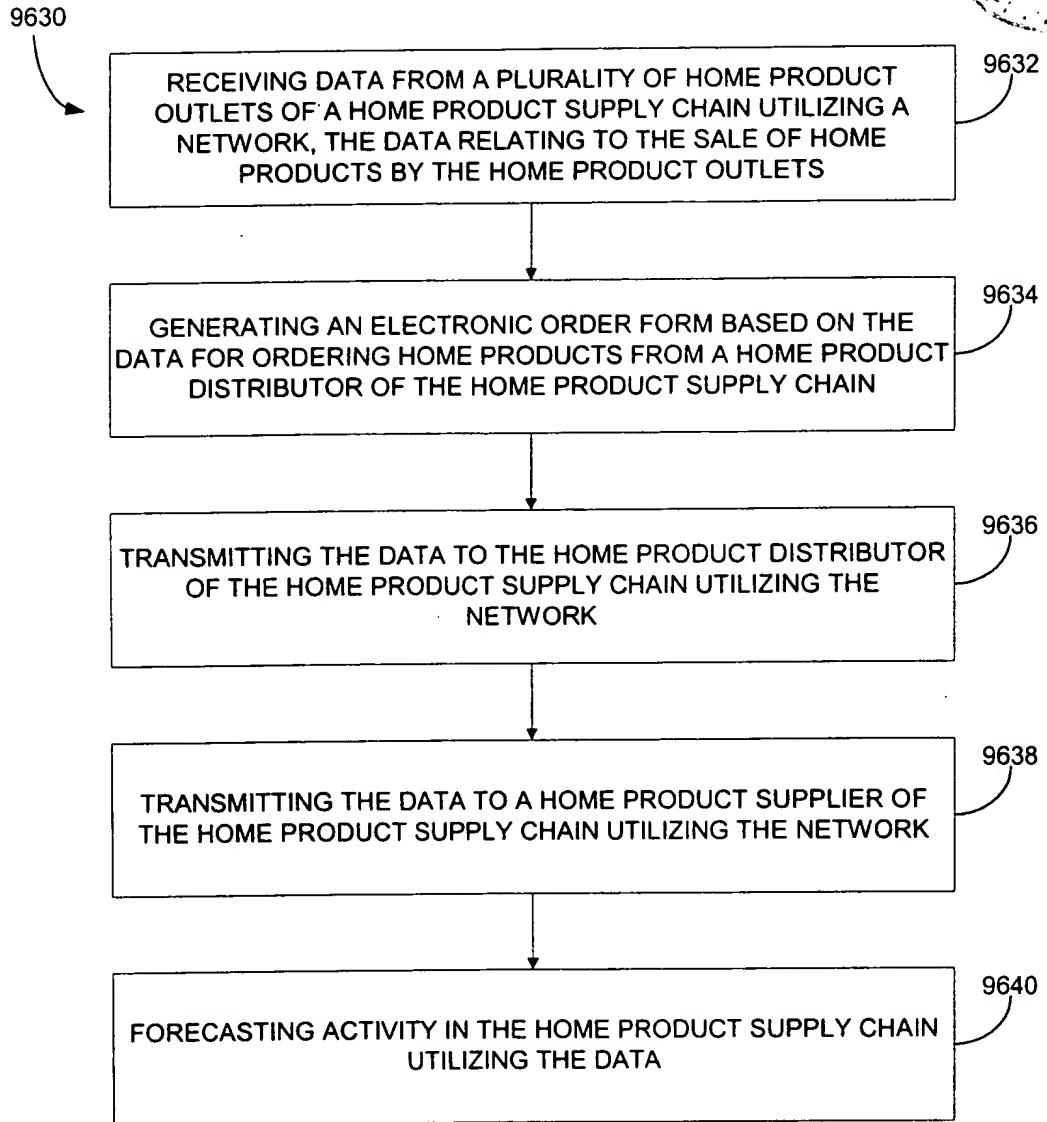 9630
RECEIVING DATA FROM A PLURALITY OF HOME PRODUCT
OUTLETS OF A HOME PRODUCT SUPPLY CHAIN UTILIZING A
NETWORK, THE DATA RELATING TO THE SALE OF HOME
PRODUCTS BY THE HOME PRODUCT OUTLETS
9632
GENERATING AN ELECTRONIC ORDER FORM BASED ON THE
DATA FOR ORDERING HOME PRODUCTS FROM A HOME PRODUCT
DISTRIBUTOR OF THE HOME PRODUCT SUPPLY CHAIN
9634
TRANSMITTING THE DATA TO THE HOME PRODUCT DISTRIBUTOR
OF THE HOME PRODUCT SUPPLY CHAIN UTILIZING THE
NETWORK
9636
TRANSMITTING THE DATA TO A HOME PRODUCT SUPPLIER OF
THE HOME PRODUCT SUPPLY CHAIN UTILIZING THE NETWORK
9638
FORECASTING ACTIVITY IN THE HOME PRODUCT SUPPLY CHAIN
UTILIZING THE DATA
9640